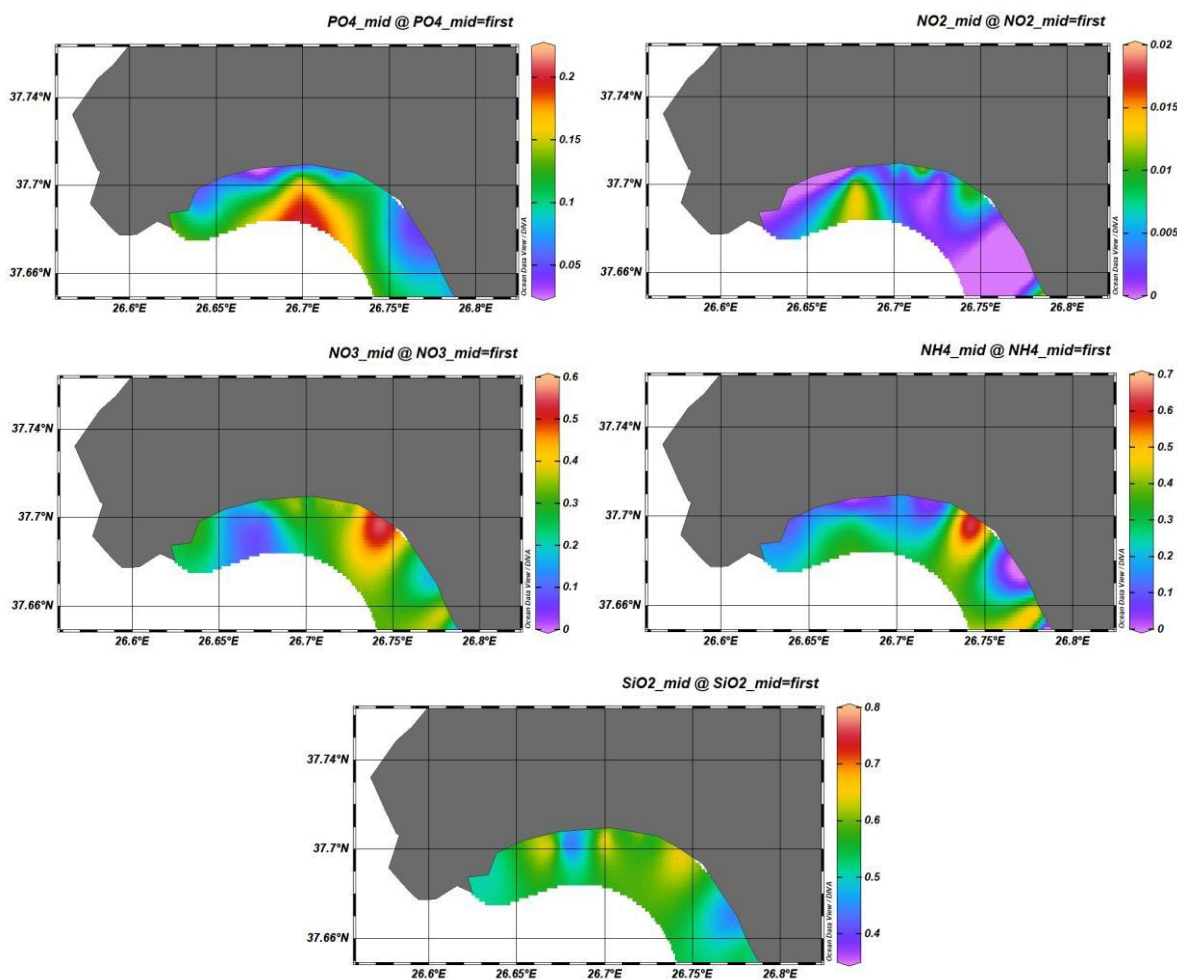 PO4_mid @ PO4_mid=first
37.74°N
37.7°N
37.66°N
26.6°E
26.65°E
26.7°E
26.75°E
26.8°E
0.2
0.15
0.1
0.05
Ocean Data View / DIVA
NO2_mid @ NO2_mid=first
37.74°N
37.7°N
37.66°N
26.6°E
26.65°E
26.7°E
26.75°E
26.8°E
0.02
0.015
0.01
0.005
0
Ocean Data View / DIVA
NO3_mid @ NO3_mid=first
37.74°N
37.7°N
37.66°N
26.6°E
26.65°E
26.7°E
26.75°E
26.8°E
0.6
0.5
0.4
0.3
0.2
0.1
0
Ocean Data View / DIVA
NH4_mid @ NH4_mid=first
37.74°N
37.7°N
37.66°N
26.6°E
26.65°E
26.7°E
26.75°E
26.8°E
0.7
0.6
0.5
0.4
0.3
0.2
0.1
0
Ocean Data View / DIVA
SiO2_mid @ SiO2_mid=first
37.74°N
37.7°N
37.66°N
26.6°E
26.65°E
26.7°E
26.75°E
26.8°E
0.8
0.7
0.6
0.5
0.4
Ocean Data View / DIVA